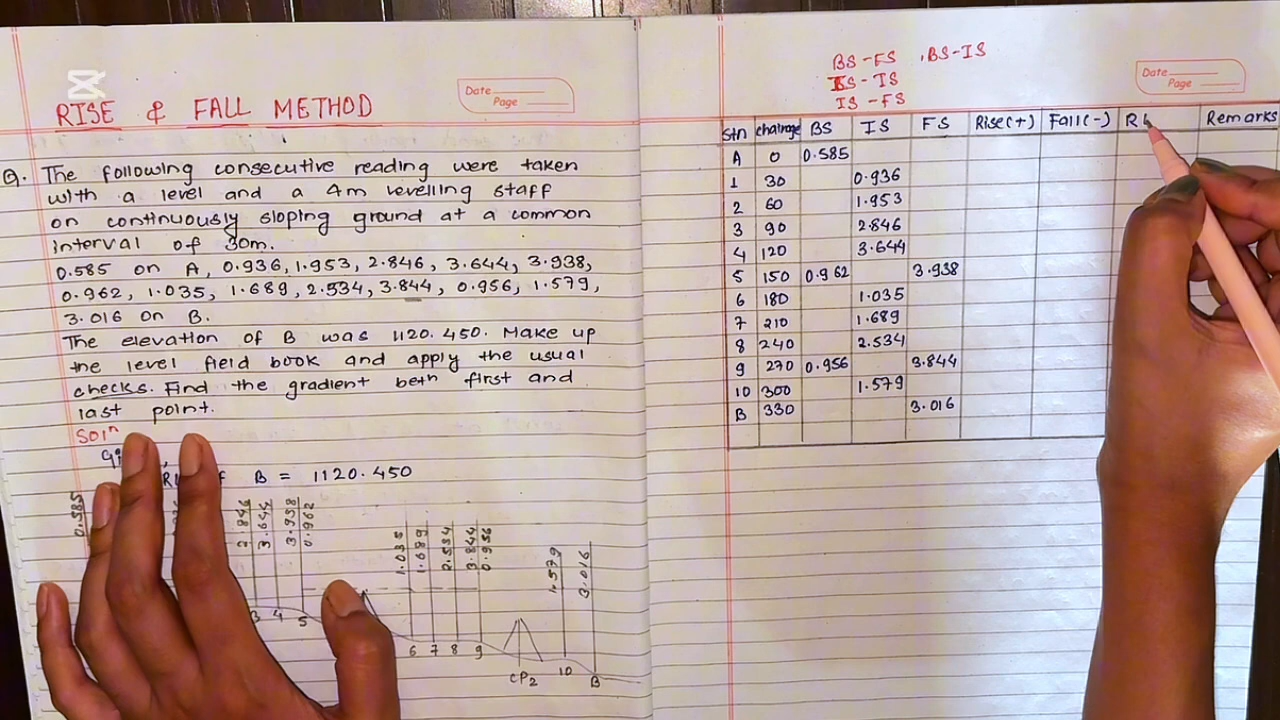 RISE & FALL METHOD
Date
Page
Q. The following consecutive reading were taken
with a level and a 4m levelling staff
on continuously sloping ground at a common
interval of 30m.
0.585 on A, 0.936, 1.953, 2.846, 3.644, 3.938,
0.962, 1.035, 1.689, 2.534, 3.844, 0.956, 1.579,
3.016 on B.
The elevation of B was 1120.450. Make up
the level field book and apply the usual
checks. Find the gradient betn first and
last point.
Soln
B = 1120.450
0.585 2.846 3.644 3.938 0.962 1.035 1.689 2.534 3.844 0.956 1.579 3.016
3 4 5 6 7 8 9 CP2 10 B
BS-FS , BS-IS
IS-IS
IS-FS
Date
Page
Stn chainage BS IS FS Rise(+) Fall(-) Remarks
A 0 0.585
1 30 0.936
2 60 1.953
3 90 2.846
4 120 3.644
5 150 0.962 3.938
6 180 1.035
7 210 1.689
8 240 2.534
9 270 0.956 3.844
10 300 1.579
B 330 3.016